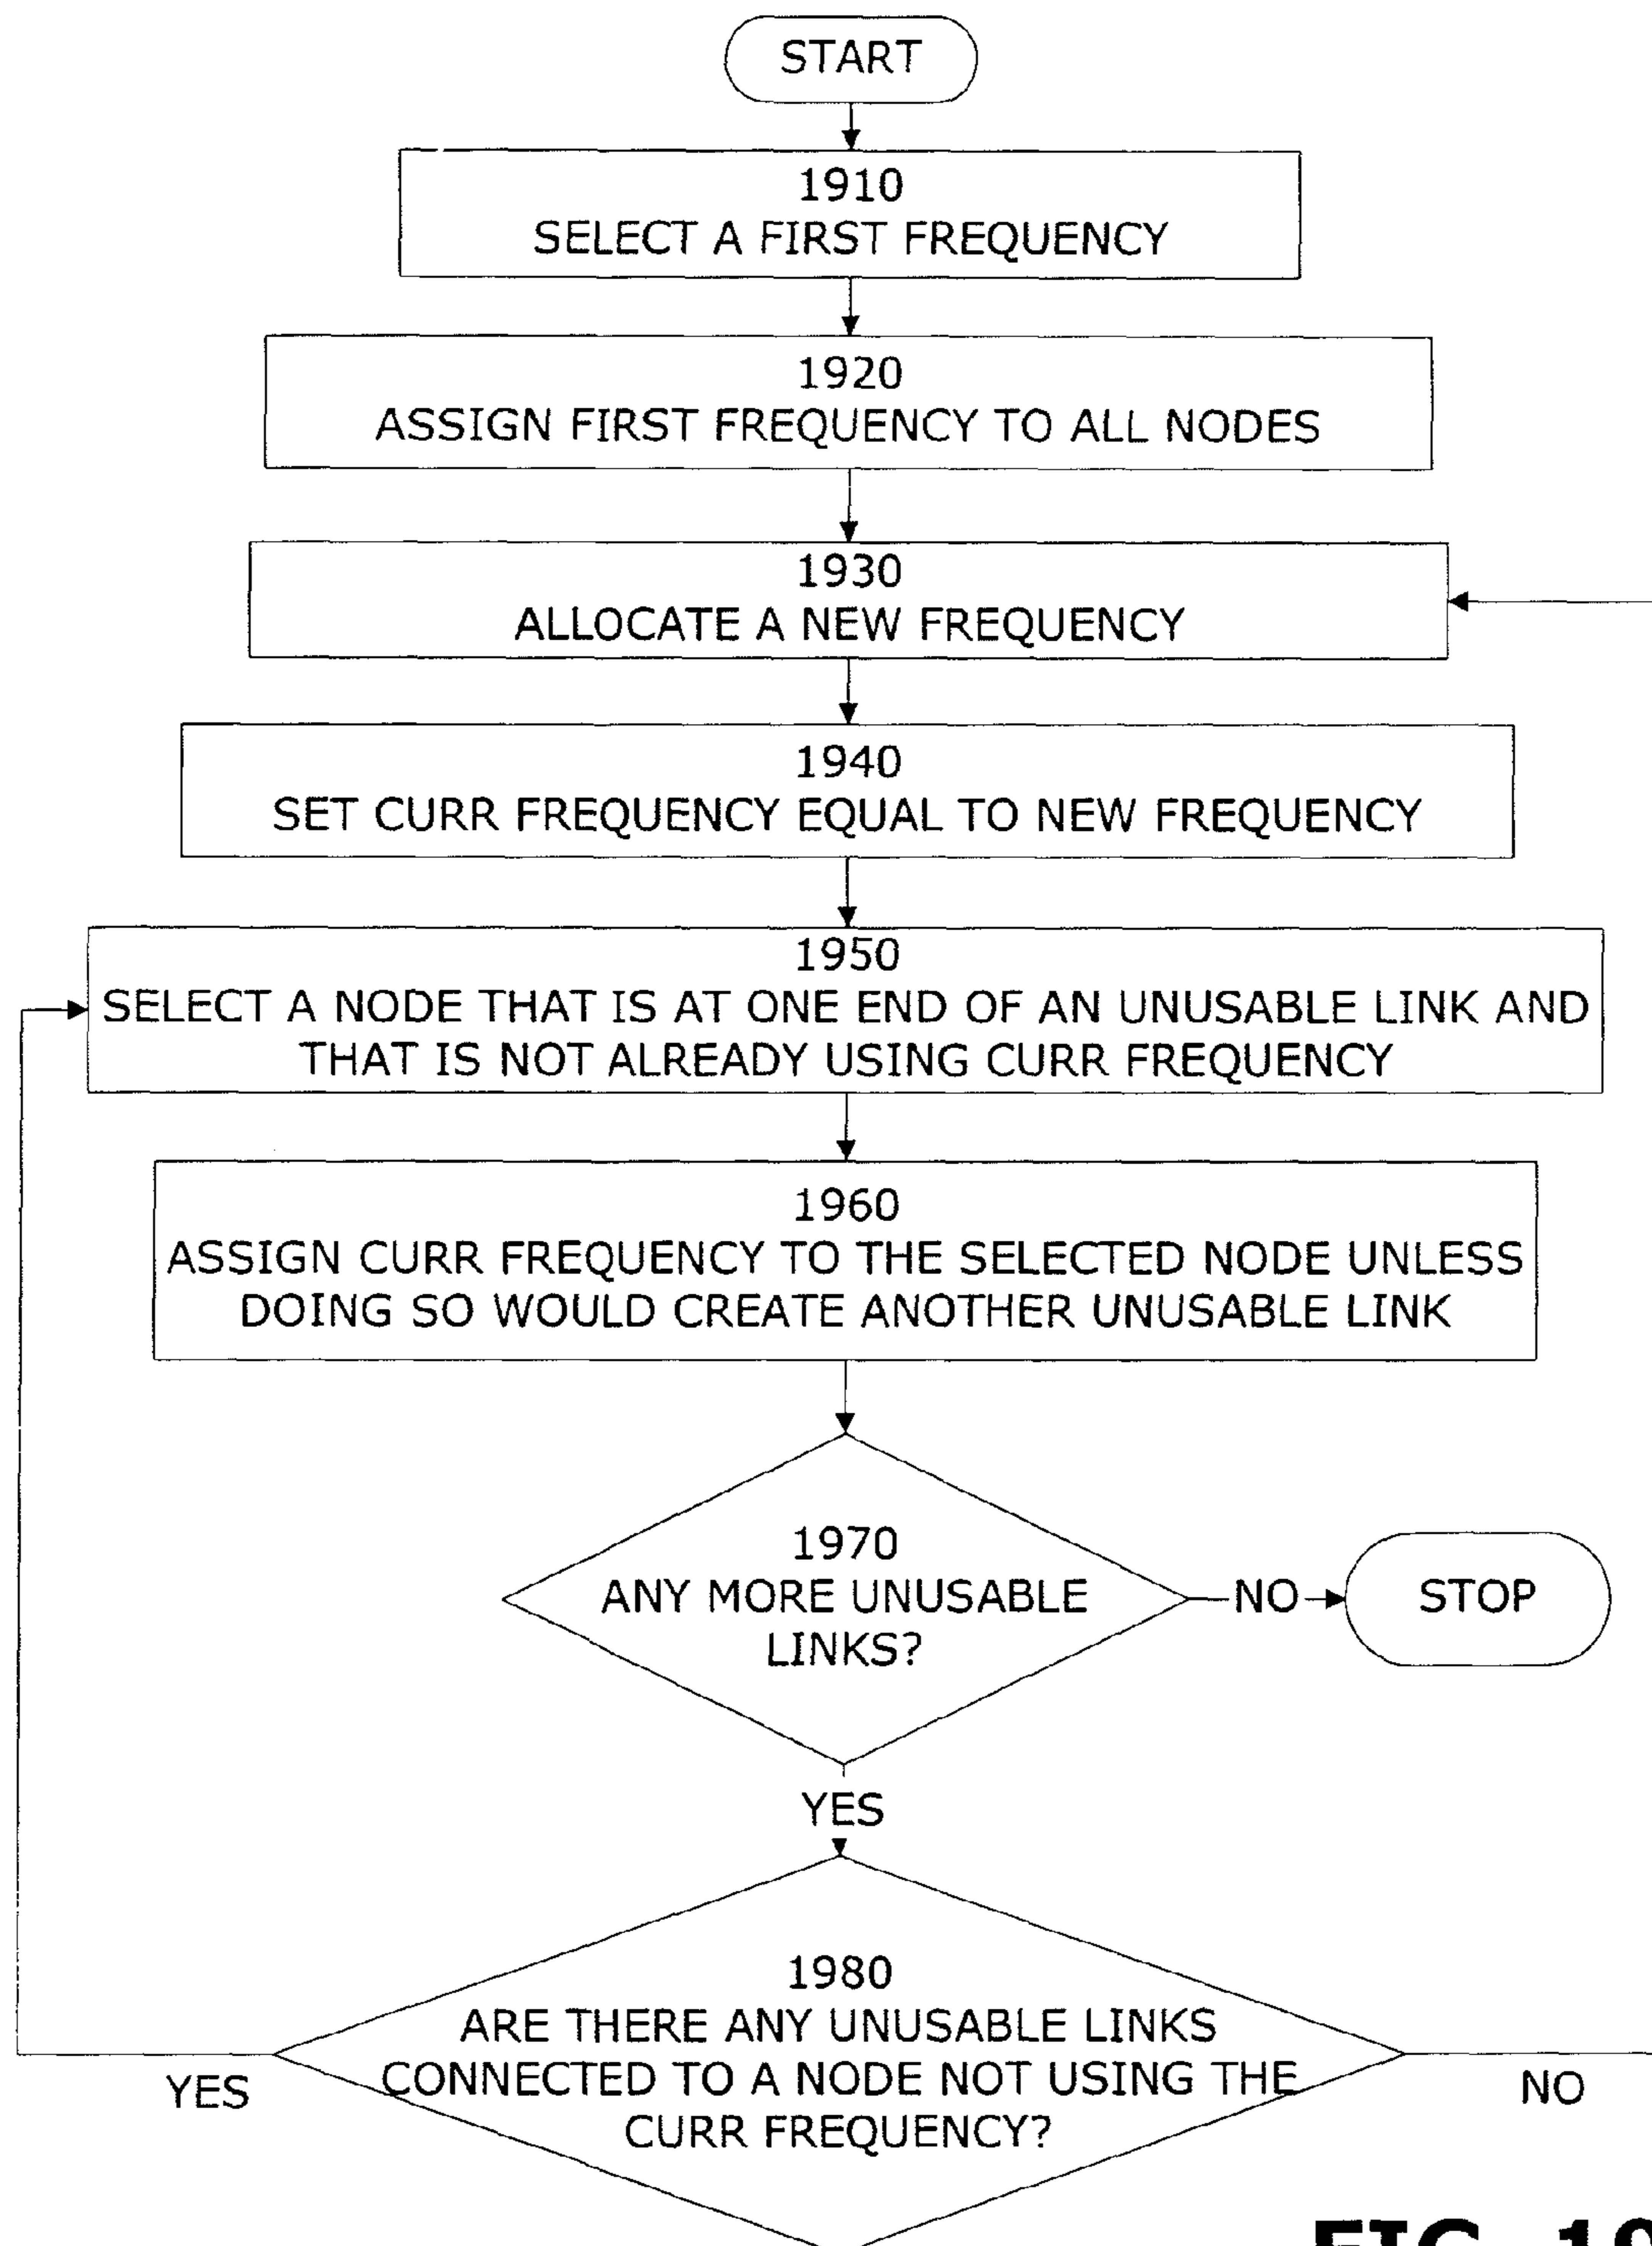 START
1910
SELECT A FIRST FREQUENCY
1920
ASSIGN FIRST FREQUENCY TO ALL NODES
1930
ALLOCATE A NEW FREQUENCY
1940
SET CURR FREQUENCY EQUAL TO NEW FREQUENCY
1950
SELECT A NODE THAT IS AT ONE END OF AN UNUSABLE LINK AND
THAT IS NOT ALREADY USING CURR FREQUENCY
1960
ASSIGN CURR FREQUENCY TO THE SELECTED NODE UNLESS
DOING SO WOULD CREATE ANOTHER UNUSABLE LINK
1970
ANY MORE UNUSABLE
LINKS?
NO
STOP
YES
1980
ARE THERE ANY UNUSABLE LINKS
CONNECTED TO A NODE NOT USING THE
CURR FREQUENCY?
YES
NO
FIG. 19